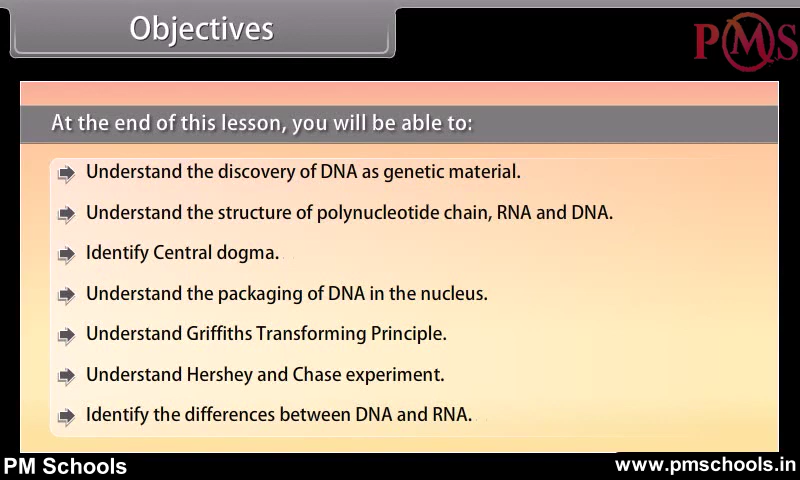 Objectives
PMS
At the end of this lesson, you will be able to:
Understand the discovery of DNA as genetic material.
Understand the structure of polynucleotide chain, RNA and DNA.
Identify Central dogma.
Understand the packaging of DNA in the nucleus.
Understand Griffiths Transforming Principle.
Understand Hershey and Chase experiment.
Identify the differences between DNA and RNA.
PM Schools
www.pmschools.in